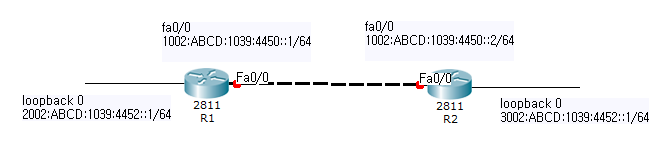 fa0/0
1002:ABCD:1039:4450::1/64
fa0/0
1002:ABCD:1039:4450::2/64
Fa0/0
Fa0/0
loopback 0
2002:ABCD:1039:4452::1/64
2811
R1
2811
R2
loopback 0
3002:ABCD:1039:4452::1/64